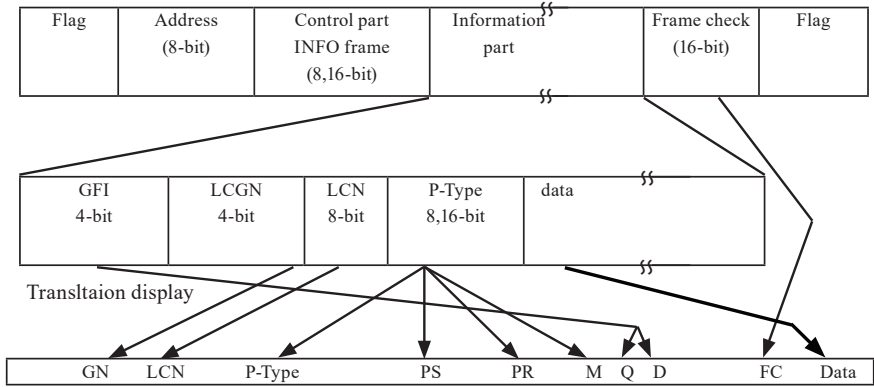 Flag
Address
(8-bit)
Control part
INFO frame
(8,16-bit)
Information
part
Frame check
(16-bit)
Flag
GFI
4-bit
LCGN
4-bit
LCN
8-bit
P-Type
8,16-bit
data
Transltaion display
GN LCN P-Type PS PR M Q D FC Data